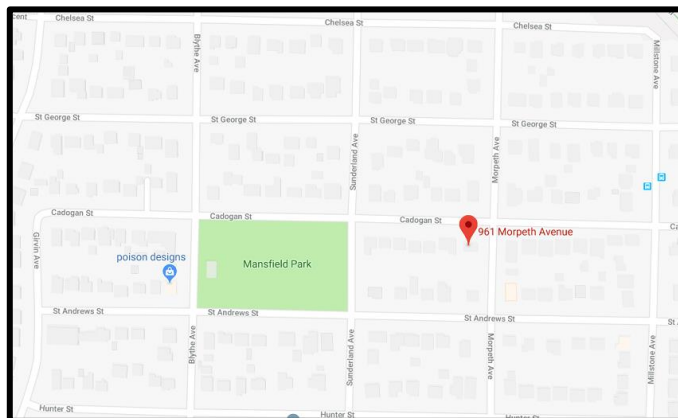 cent
Chelsea St
Chelsea St
Blythe Ave
Millstone Ave
St George St
St George St
St George St
St George St
Sunderland Ave
Morpeth Ave
Cadogan St
Cadogan St
Cadogan St
Ca
961 Morpeth Avenue
Girvin Ave
poison designs
Mansfield Park
St Andrews St
St Andrews St
St Andrews St
St A
Blythe Ave
Sunderland Ave
Morpeth Ave
Millstone Ave
Hunter St
Hunter St